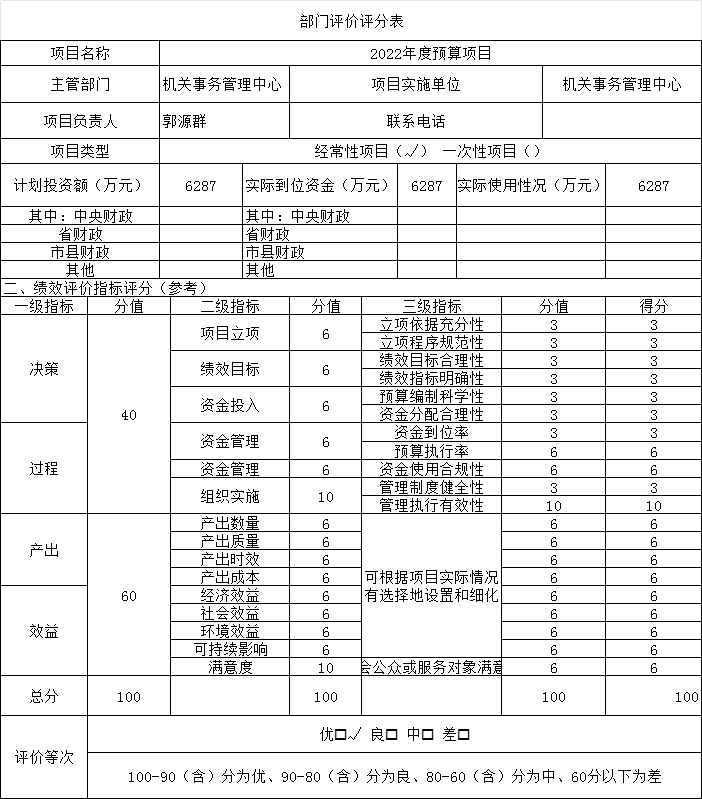 部门评价评分表
项目名称 2022年度预算项目
主管部门 机关事务管理中心 项目实施单位 机关事务管理中心
项目负责人 郭源群 联系电话
项目类型 经常性项目（√） 一次性项目（）
计划投资额（万元） 6287 实际到位资金（万元） 6287 实际使用性况（万元） 6287
其中：中央财政 其中：中央财政
省财政 省财政
市县财政 市县财政
其他 其他
二、绩效评价指标评分（参考）
一级指标 分值 二级指标 分值 三级指标 分值 得分
决策 40 项目立项 6 立项依据充分性 3 3
立项程序规范性 3 3
绩效目标 6 绩效目标合理性 3 3
绩效指标明确性 3 3
资金投入 6 预算编制科学性 3 3
资金分配合理性 3 3
过程 资金管理 6 资金到位率 3 3
预算执行率 6 6
资金管理 6 资金使用合规性 6 6
组织实施 10 管理制度健全性 3 3
管理执行有效性 10 10
产出 60 产出数量 6 可根据项目实际情况 6 6
有选择地设置和细化
产出质量 6 6 6
产出时效 6 6 6
产出成本 6 6 6
效益 经济效益 6 6 6
社会效益 6 6 6
环境效益 6 6 6
可持续影响 6 6 6
满意度 10 会公众或服务对象满意 6 6
总分 100 100 100 100
评价等次 优□√ 良□ 中□ 差□
100-90（含）分为优、90-80（含）分为良、80-60（含）分为中、60分以下为差